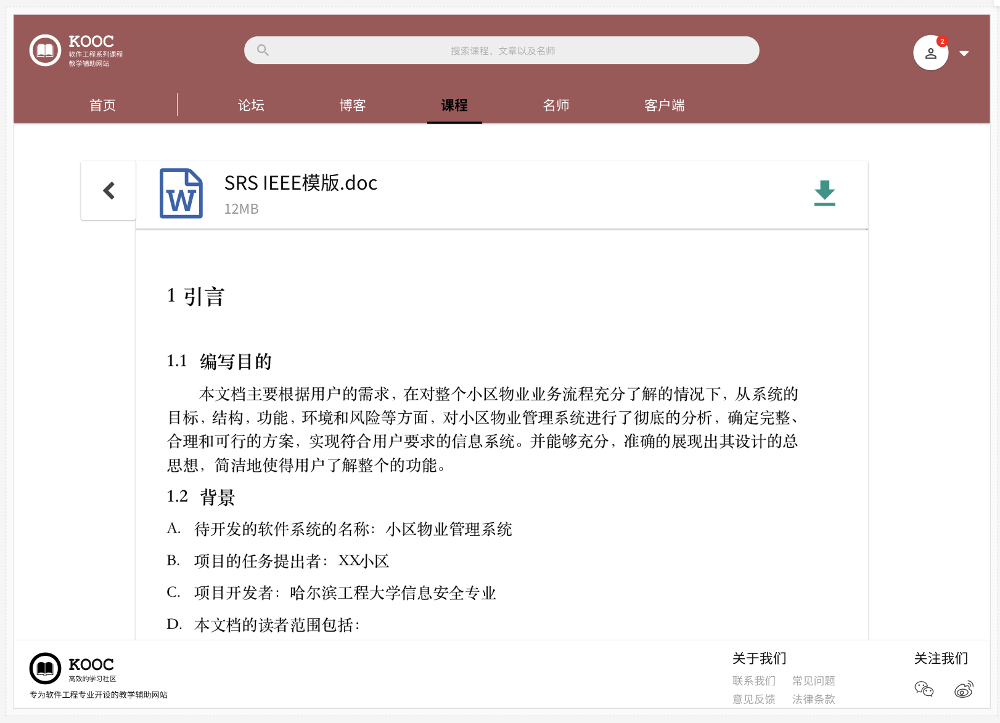 KOOC
软件工程系列课程
教学辅助网站
搜索课程、文章以及名师
2
首页 论坛 博客 课程 名师 客户端
W
SRS IEEE模版.doc
12MB
1 引言
1.1 编写目的
本文档主要根据用户的需求，在对整个小区物业业务流程充分了解的情况下，从系统的
目标，结构，功能，环境和风险等方面，对小区物业管理系统进行了彻底的分析，确定完整、
合理和可行的方案，实现符合用户要求的信息系统。并能够充分，准确的展现出其设计的总
思想，简洁地使得用户了解整个的功能。
1.2 背景
A. 待开发的软件系统的名称：小区物业管理系统
B. 项目的任务提出者：XX小区
C. 项目开发者：哈尔滨工程大学信息安全专业
D. 本文档的读者范围包括：
KOOC
高效的学习社区
专为软件工程专业开设的教学辅助网站
关于我们
联系我们 常见问题
意见反馈 法律条款
关注我们